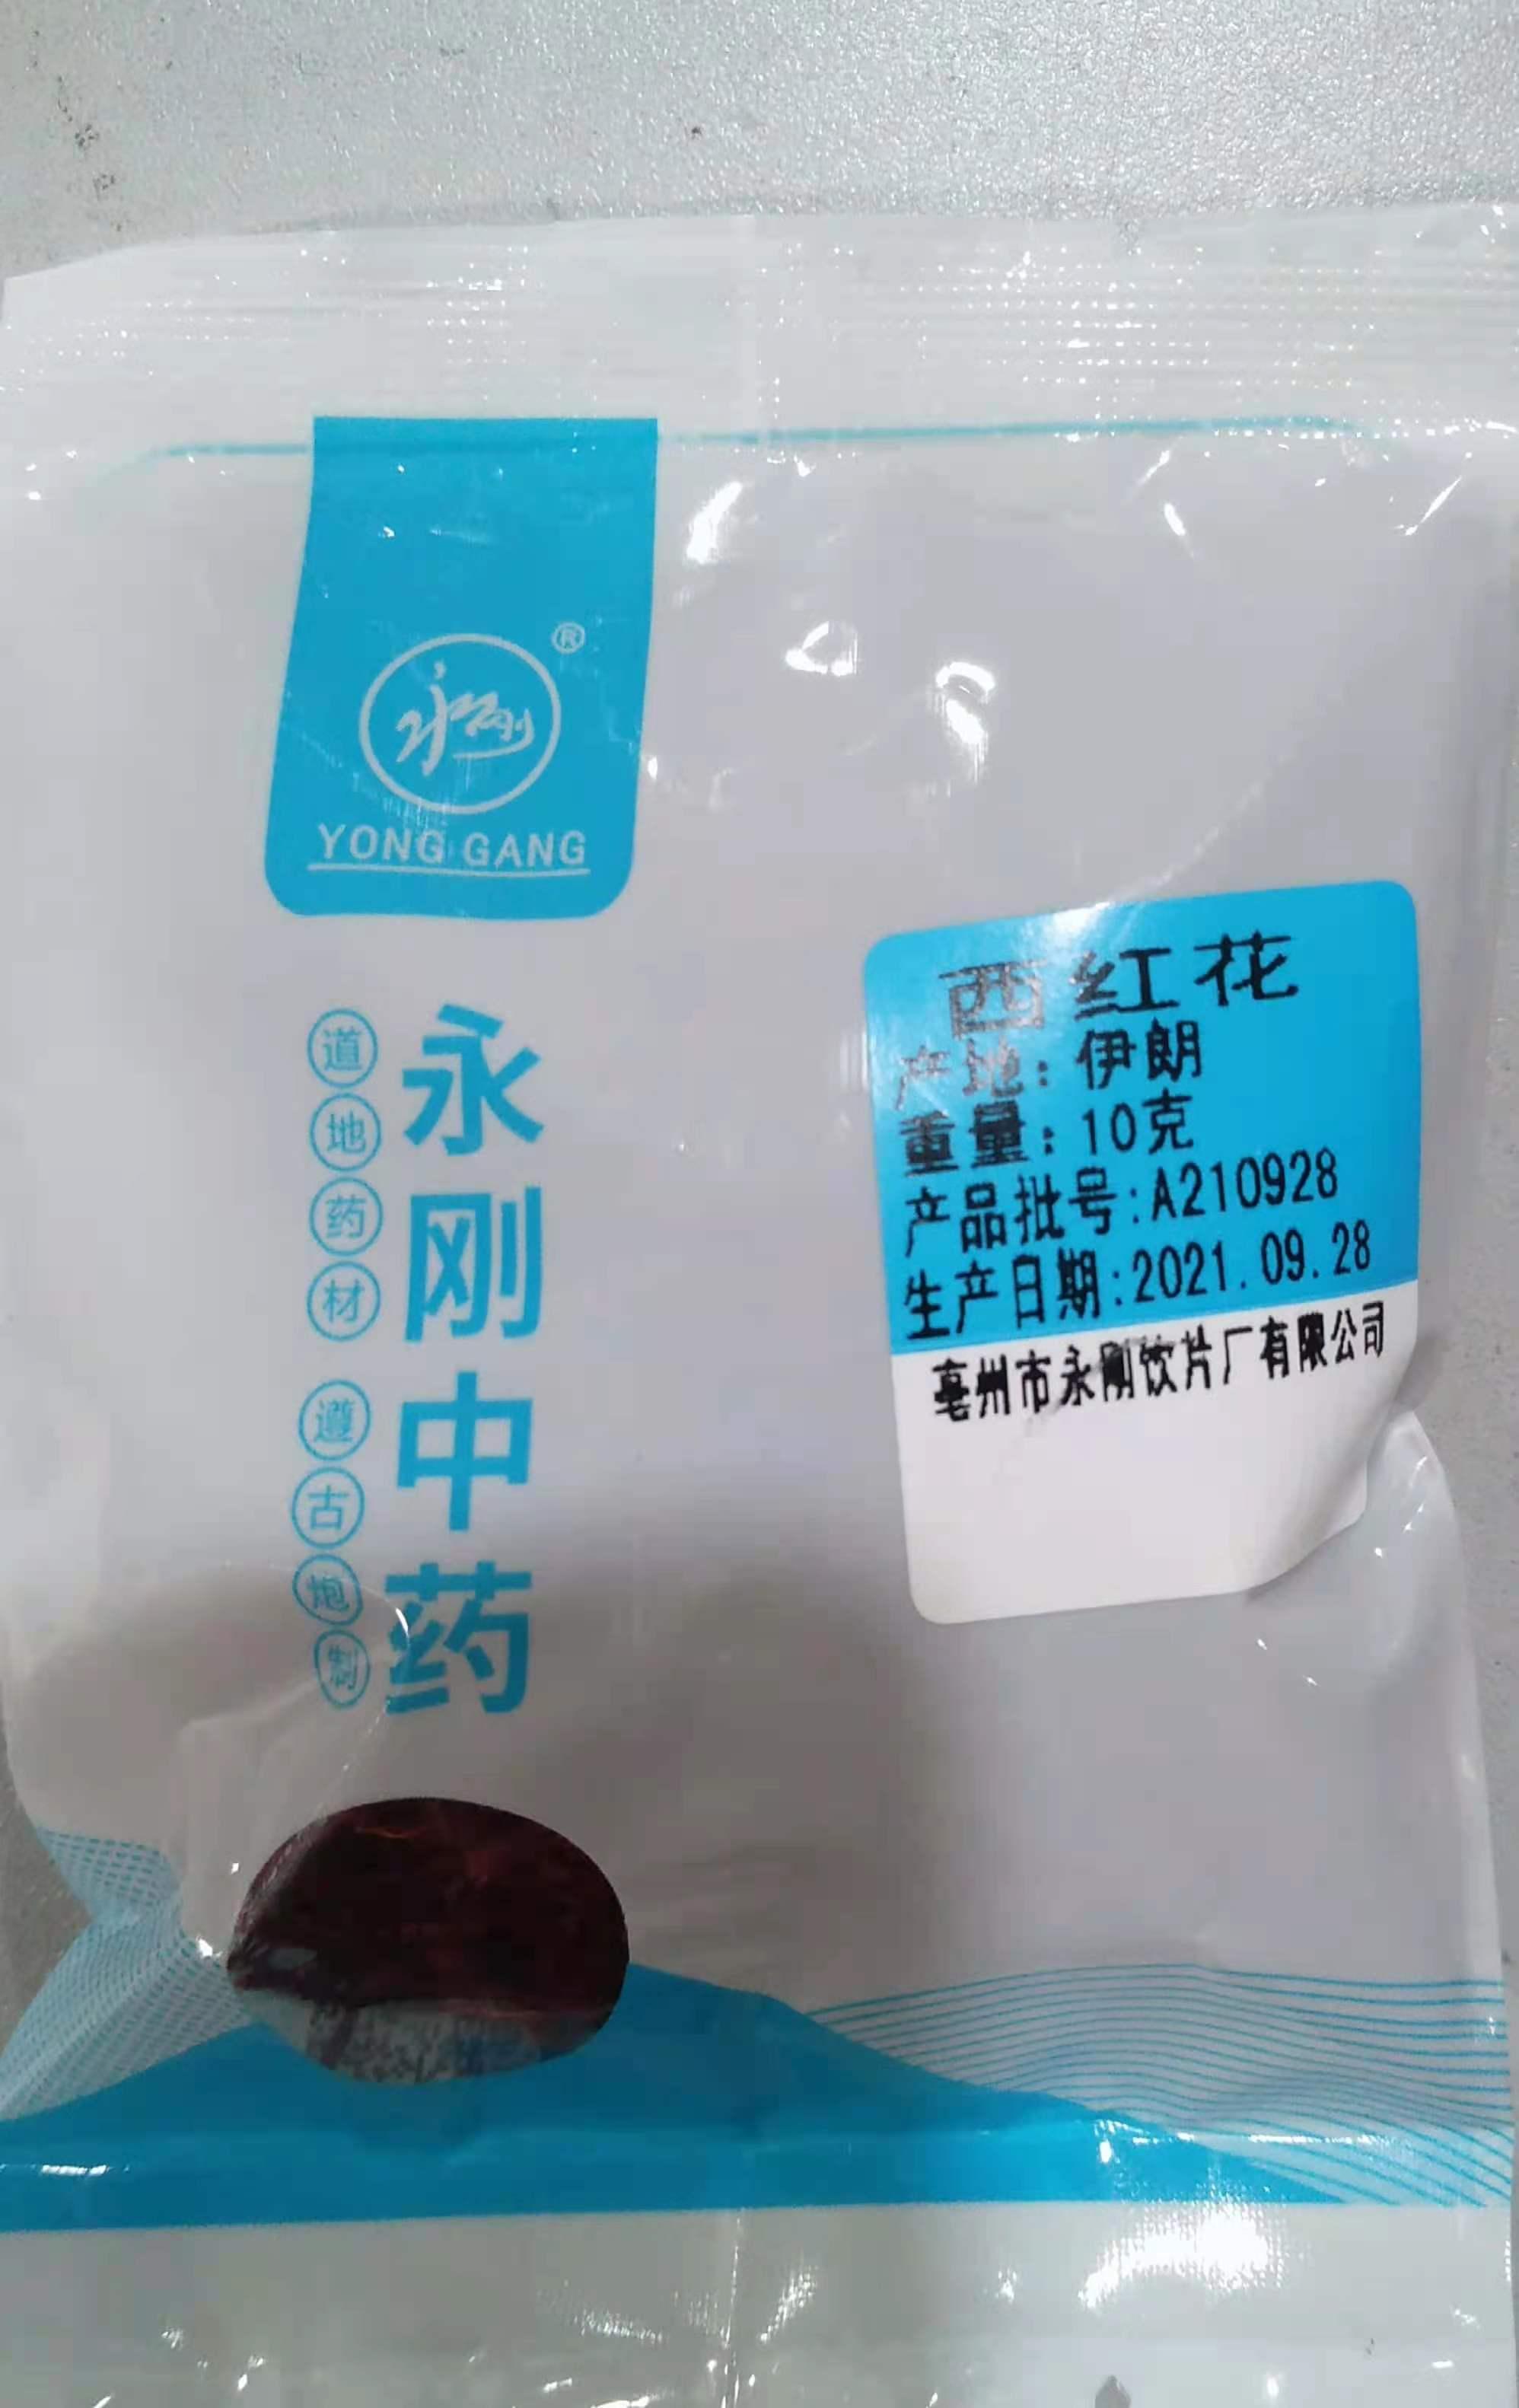 永刚
®
YONG GANG
永刚中药
道地药材 遵古炮制
西红花
产地：伊朗
重量：10克
产品批号:A210928
生产日期:2021.09.28
亳州市永刚饮片厂有限公司